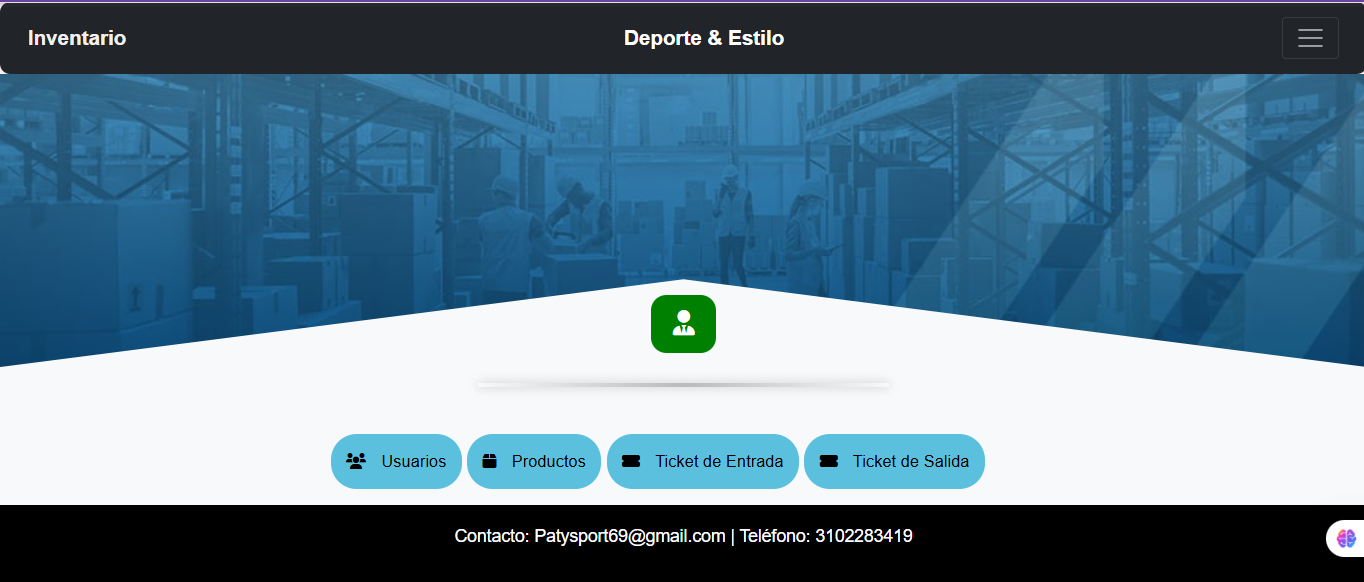 Inventario
Deporte & Estilo
Usuarios
Productos
Ticket de Entrada
Ticket de Salida
Contacto: Patysport69@gmail.com | Teléfono: 3102283419